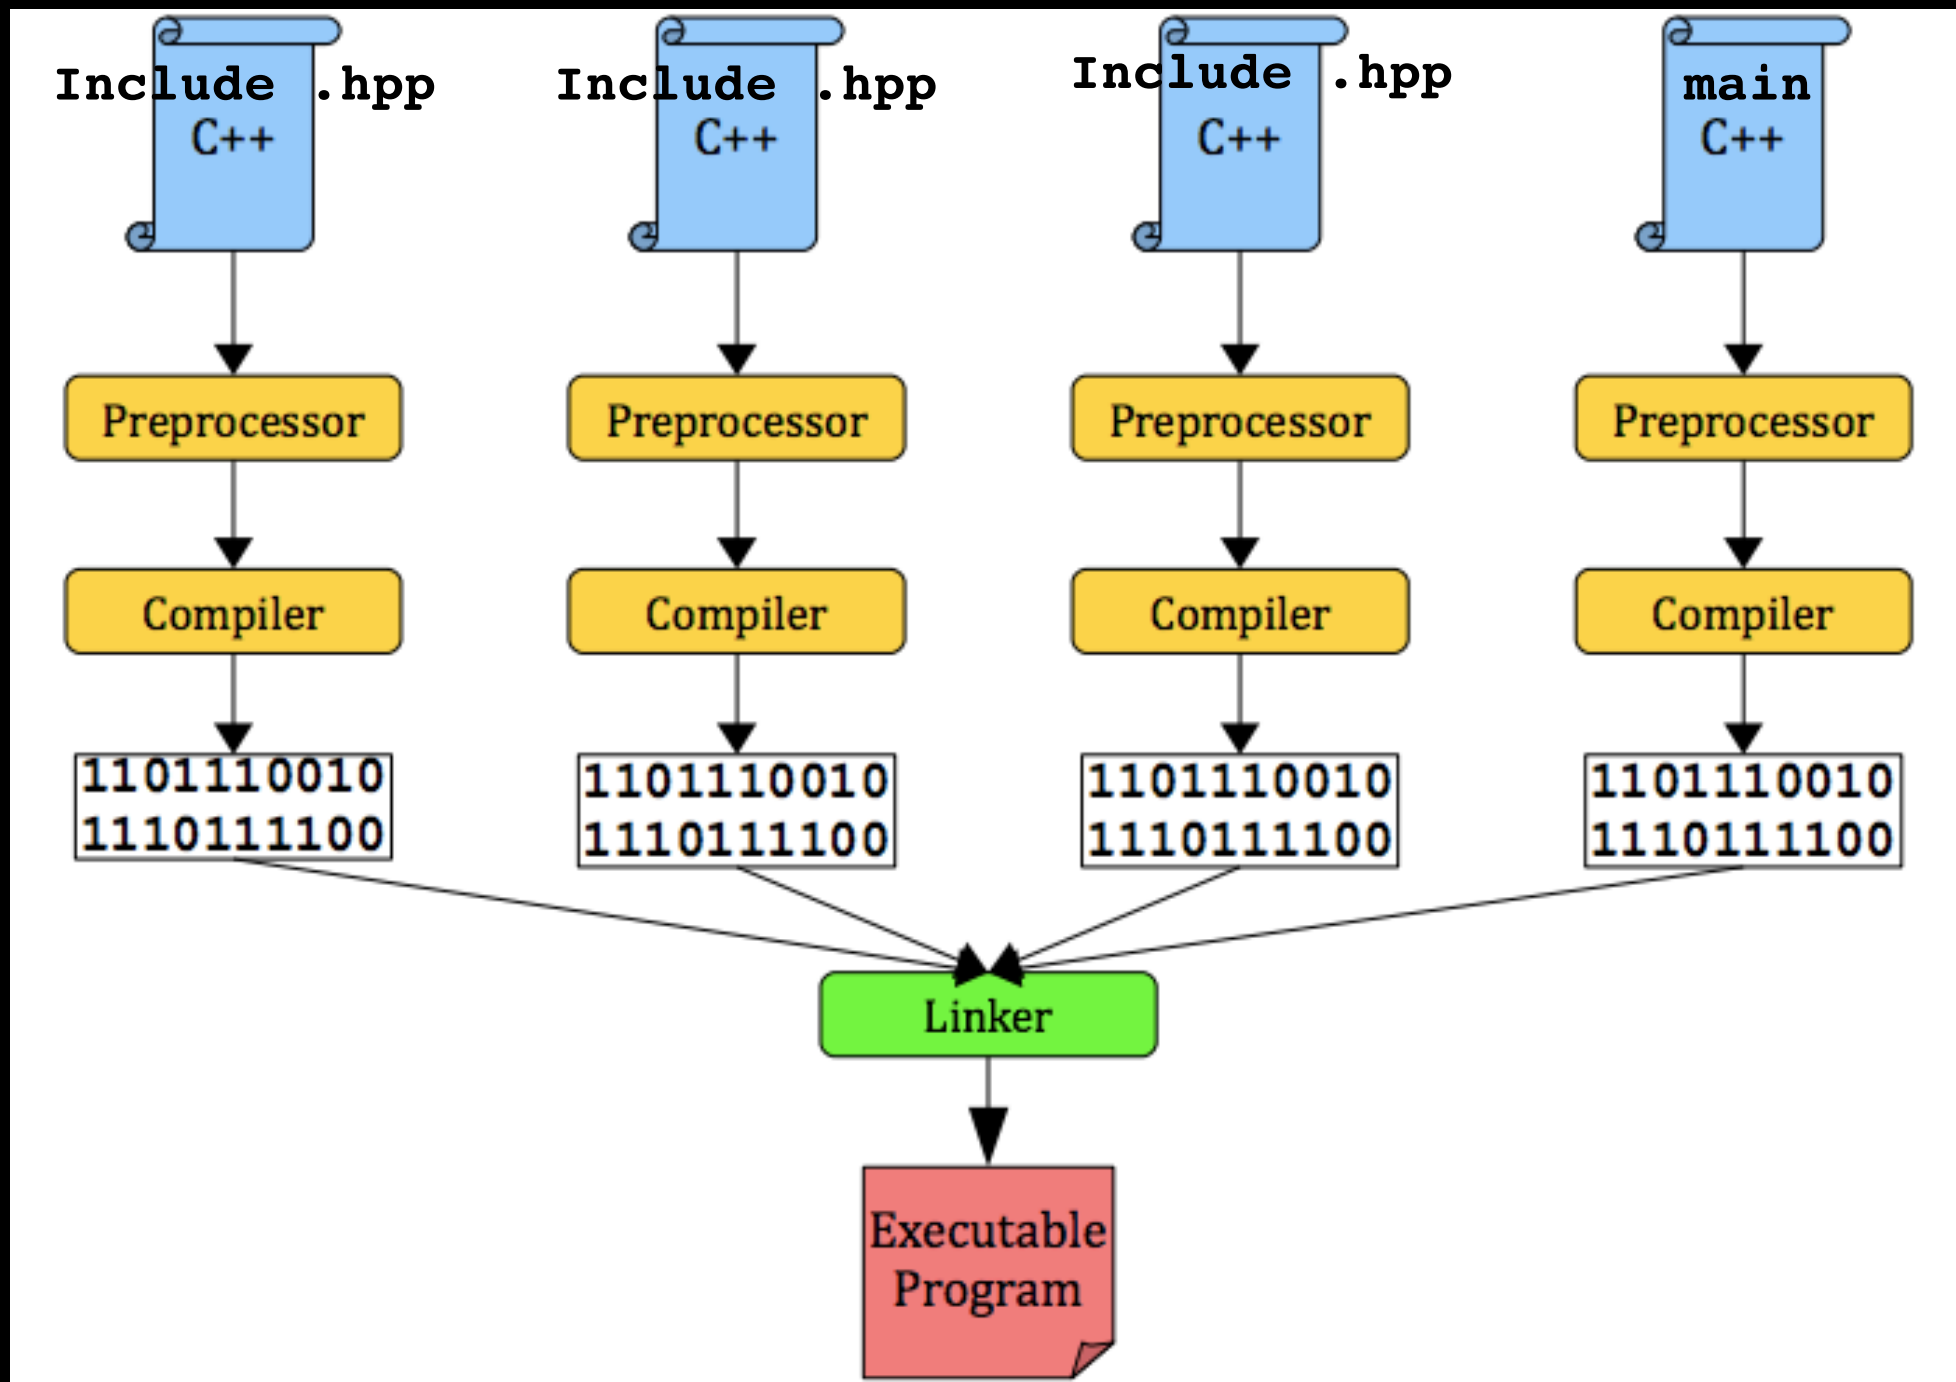 Include .hpp
C++
Include .hpp
C++
Include .hpp
C++
main
C++
Preprocessor
Preprocessor
Preprocessor
Preprocessor
Compiler
Compiler
Compiler
Compiler
1101110010
1110111100
1101110010
1110111100
1101110010
1110111100
1101110010
1110111100
Linker
Executable
Program